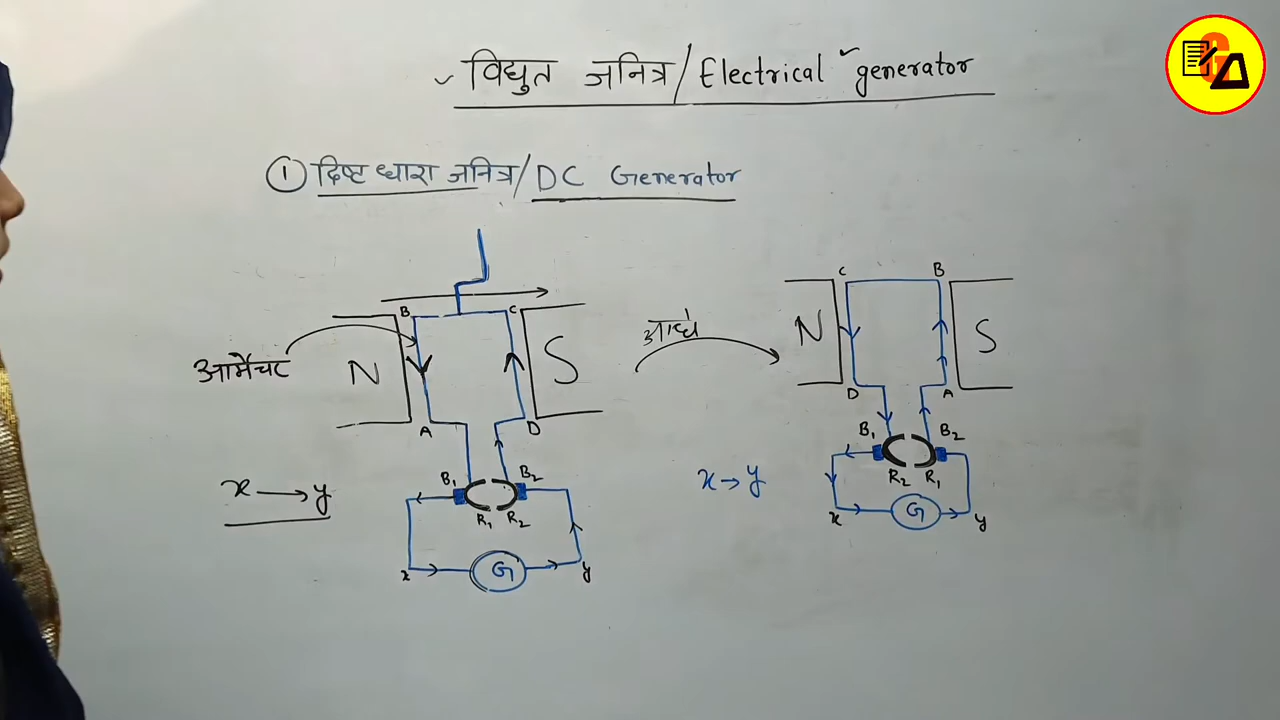 विद्युत जनित्र/Electrical generator
① दिष्ट धारा जनित्र/DC Generator
B C
आर्मेचर N S
A D
x → y
B₁ B₂
R₁ R₂
x G y
आधे
C B
N S
D A
x → y
B₁ B₂
R₂ R₁
x G y